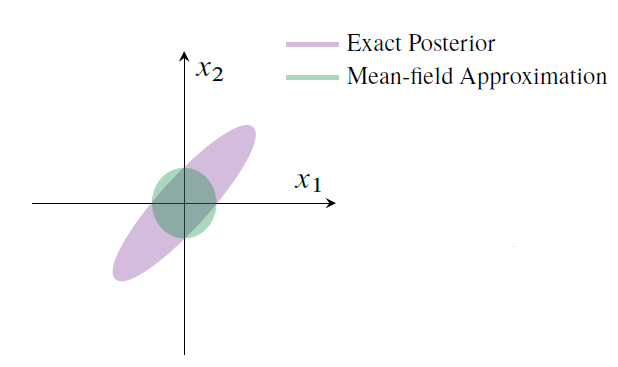 Exact Posterior
Mean-field Approximation
x₂
x₁